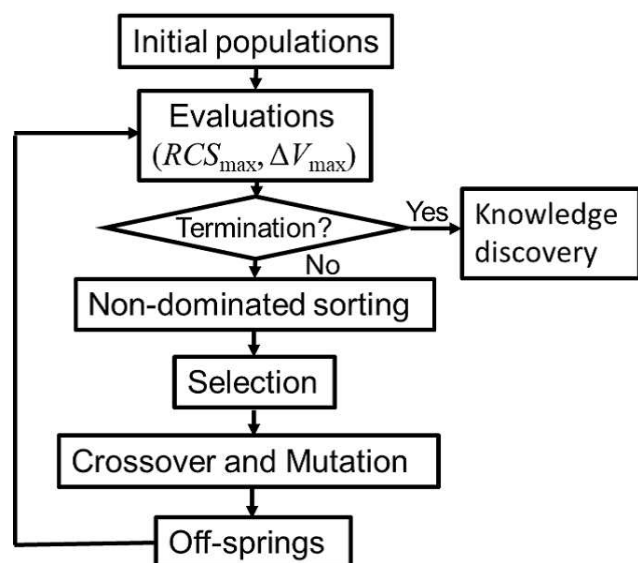 Initial populations
Evaluations
(RCSmax, ΔVmax)
Termination?
Yes
Knowledge
discovery
No
Non-dominated sorting
Selection
Crossover and Mutation
Off-springs